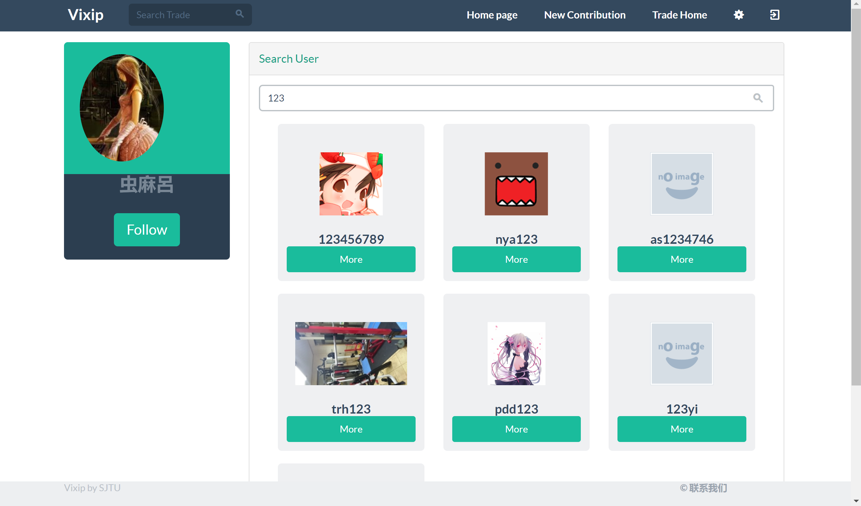 Vixip
Search Trade
Home page
New Contribution
Trade Home
虫麻呂
Follow
Search User
123
123456789
More
nya123
More
no image
as1234746
More
trh123
More
pdd123
More
no image
123yi
More
Vixip by SJTU
© 联系我们